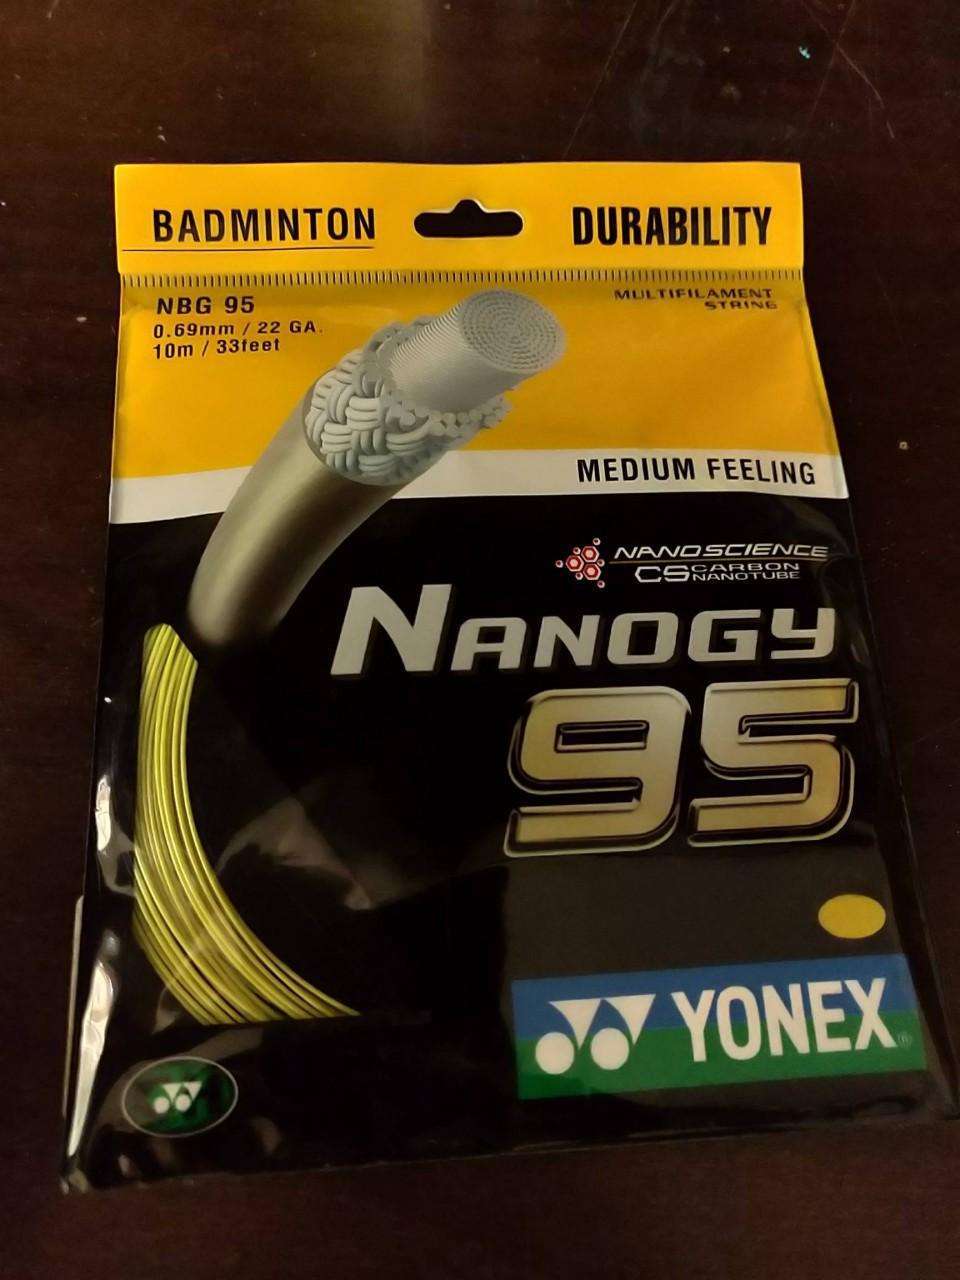 BADMINTON
DURABILITY
NBG 95
0.69mm / 22 GA.
10m / 33feet
MULTIFILAMENT
STRING
MEDIUM FEELING
NANOSCIENCE
CS CARBON
NANOTUBE
NANOGY
95
YONEX®